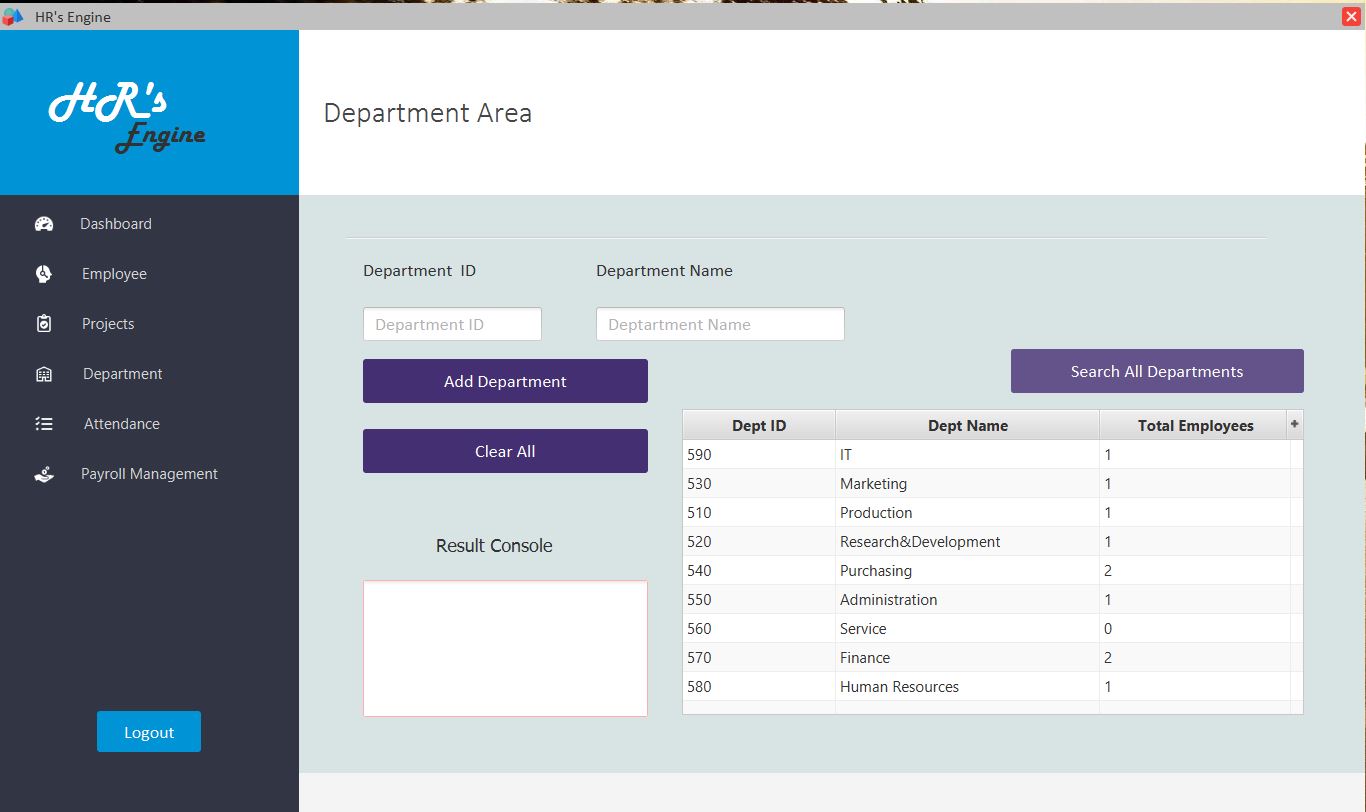 HR's Engine
HR's
Engine
Department Area
Dashboard
Employee
Projects
Department
Attendance
Payroll Management
Logout
Department  ID
Department Name
Department ID
Deptartment Name
Add Department
Clear All
Search All Departments
Result Console
Dept ID Dept Name Total Employees +
590 IT 1
530 Marketing 1
510 Production 1
520 Research&Development 1
540 Purchasing 2
550 Administration 1
560 Service 0
570 Finance 2
580 Human Resources 1